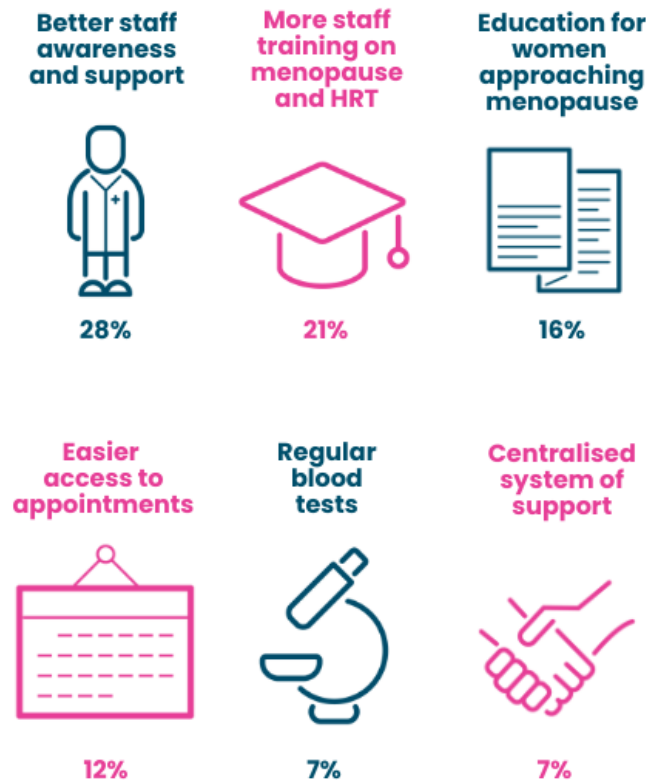 Better staff
awareness
and support
28%
More staff
training on
menopause
and HRT
21%
Education for
women
approaching
menopause
16%
Easier
access to
appointments
12%
Regular
blood
tests
7%
Centralised
system of
support
7%